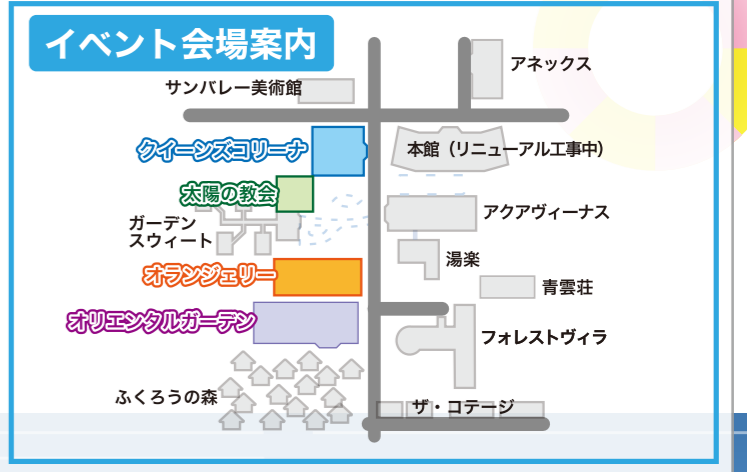 イベント会場案内
アネックス
サンバレー美術館
クイーンズコリーナ
本館（リニューアル工事中）
太陽の教会
ガーデン
スウィート
アクアヴィーナス
湯楽
オランジェリー
青雲荘
オリエンタルガーデン
フォレストヴィラ
ふくろうの森
ザ・コテージ